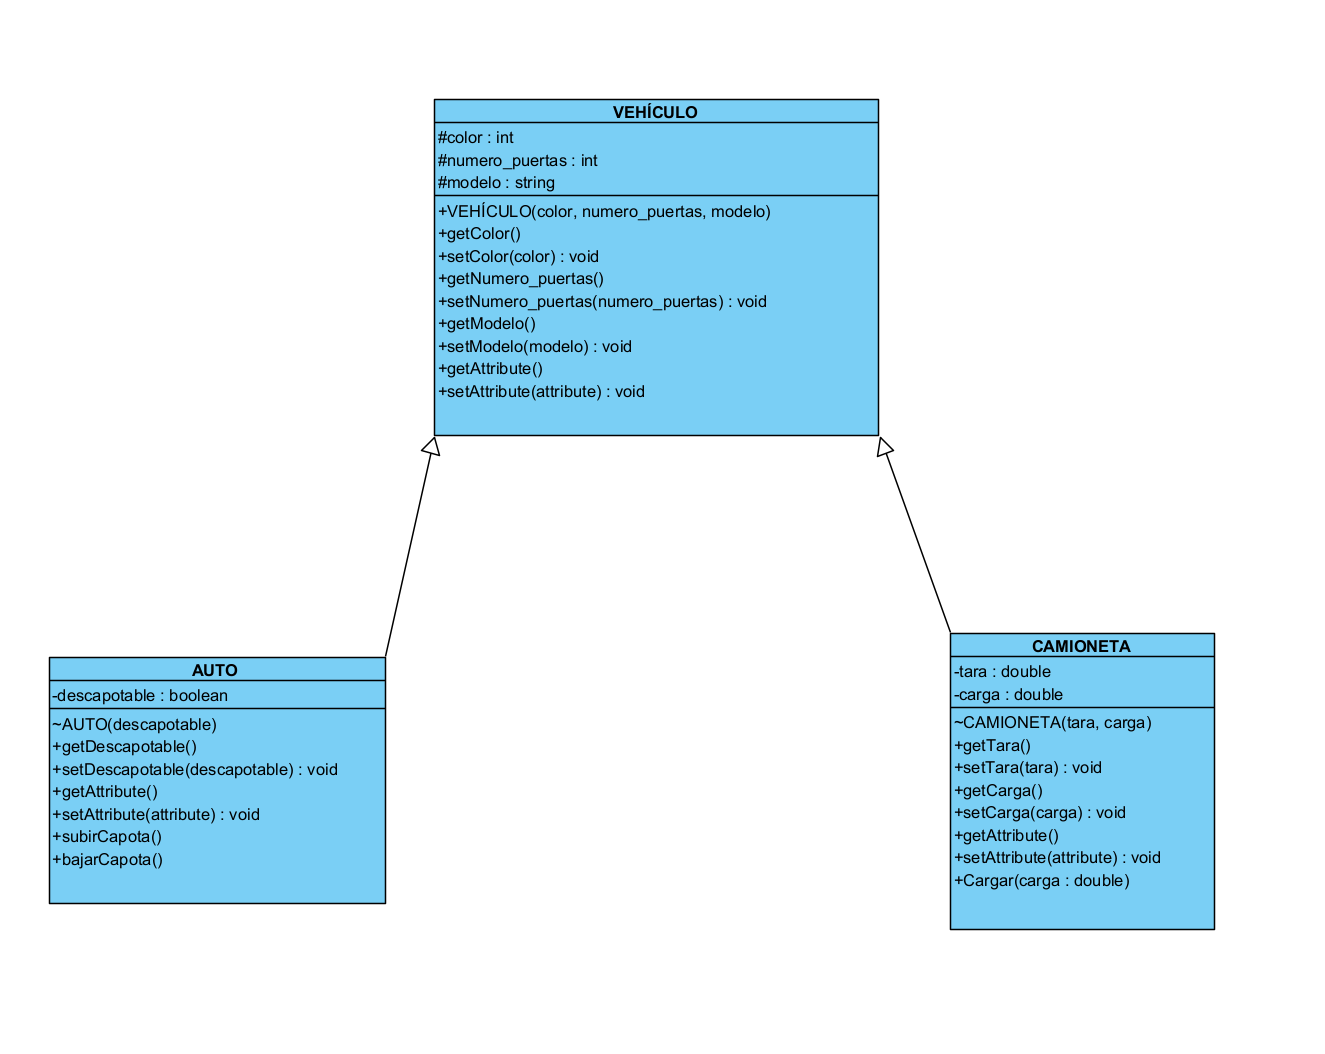 VEHÍCULO
#color : int
#numero_puertas : int
#modelo : string
+VEHÍCULO(color, numero_puertas, modelo)
+getColor()
+setColor(color) : void
+getNumero_puertas()
+setNumero_puertas(numero_puertas) : void
+getModelo()
+setModelo(modelo) : void
+getAttribute()
+setAttribute(attribute) : void
AUTO
-descapotable : boolean
~AUTO(descapotable)
+getDescapotable()
+setDescapotable(descapotable) : void
+getAttribute()
+setAttribute(attribute) : void
+subirCapota()
+bajarCapota()
CAMIONETA
-tara : double
-carga : double
~CAMIONETA(tara, carga)
+getTara()
+setTara(tara) : void
+getCarga()
+setCarga(carga) : void
+getAttribute()
+setAttribute(attribute) : void
+Cargar(carga : double)